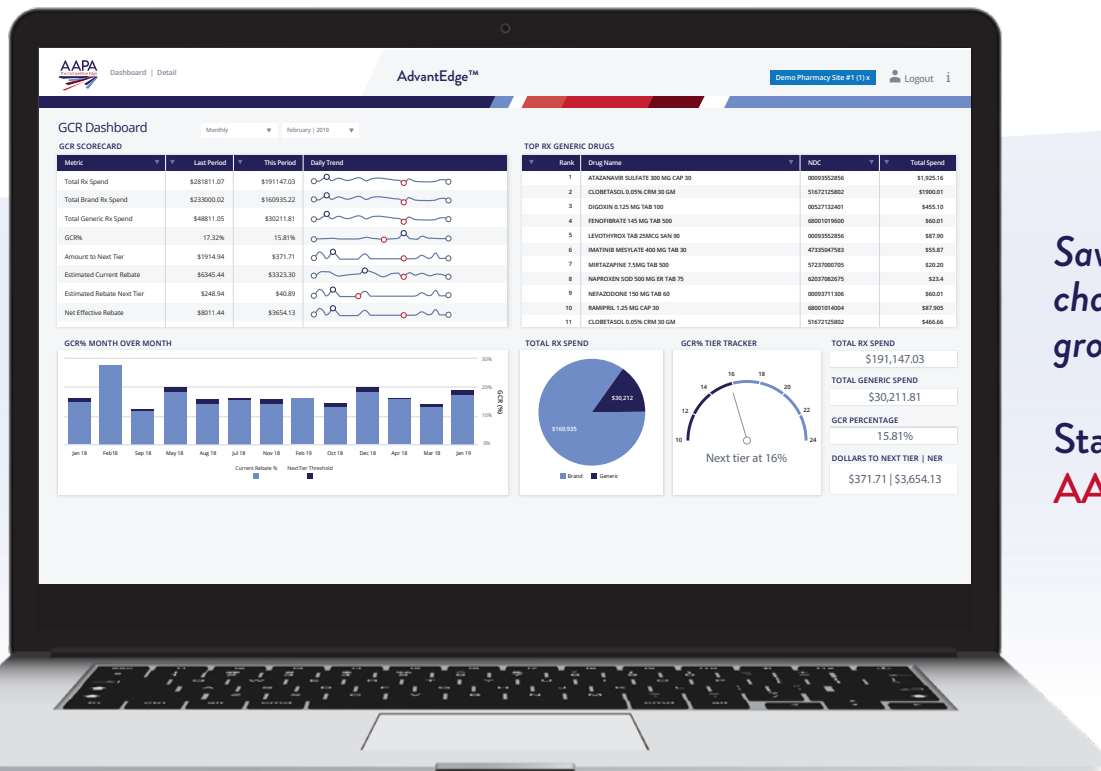 AAPA
The Competitive Edge
Dashboard | Detail
AdvantEdge™
Demo Pharmacy Site #1 (1) x
Logout i
GCR Dashboard
Monthly
February | 2019
GCR SCORECARD
Metric Last Period This Period Daily Trend
Total Rx Spend $281811.07 $191147.03
Total Brand Rx Spend $233000.02 $160935.22
Total Generic Rx Spend $48811.05 $30211.81
GCR% 17.32% 15.81%
Amount to Next Tier $1914.94 $371.71
Estimated Current Rebate $6345.44 $3323.30
Estimated Rebate Next Tier $248.94 $40.89
Net Effective Rebate $8011.44 $3654.13
TOP RX GENERIC DRUGS
Rank Drug Name NDC Total Spend
1 ATAZANAVIR SULFATE 300 MG CAP 30 00093552856 $1,925.16
2 CLOBETASOL 0.05% CRM 30 GM 51672125802 $1900.01
3 DIGOXIN 0.125 MG TAB 100 00527132401 $455.10
4 FENOFIBRATE 145 MG TAB 500 68001019600 $60.01
5 LEVOTHYROX TAB 25MCG SAN 90 00093552856 $87.90
6 IMATINIB MESYLATE 400 MG TAB 30 47335047583 $55.87
7 MIRTAZAPINE 7.5MG TAB 500 57237000705 $20.20
8 NAPROXEN SOD 500 MG ER TAB 75 62037082675 $23.4
9 NEFAZODONE 150 MG TAB 60 00093711306 $60.01
10 RAMIPRIL 1.25 MG CAP 30 68001014004 $87.905
11 CLOBETASOL 0.05% CRM 30 GM 51672125802 $466.66
GCR% MONTH OVER MONTH
30%
20%
10%
0%
GCR (%)
Jan 18 Feb18 Sep 18 May 18 Aug 18 Jul 18 Nov 18 Feb 19 Oct 18 Dec 18 Apr 18 Mar 18 Jan 19
Current Rebate % NextTier Threshold
TOTAL RX SPEND
$30,212
$160.935
Brand Generic
GCR% TIER TRACKER
10 12 14 16 18 20 22 24
Next tier at 16%
TOTAL RX SPEND
$191,147.03
TOTAL GENERIC SPEND
$30,211.81
GCR PERCENTAGE
15.81%
DOLLARS TO NEXT TIER | NER
$371.71 | $3,654.13